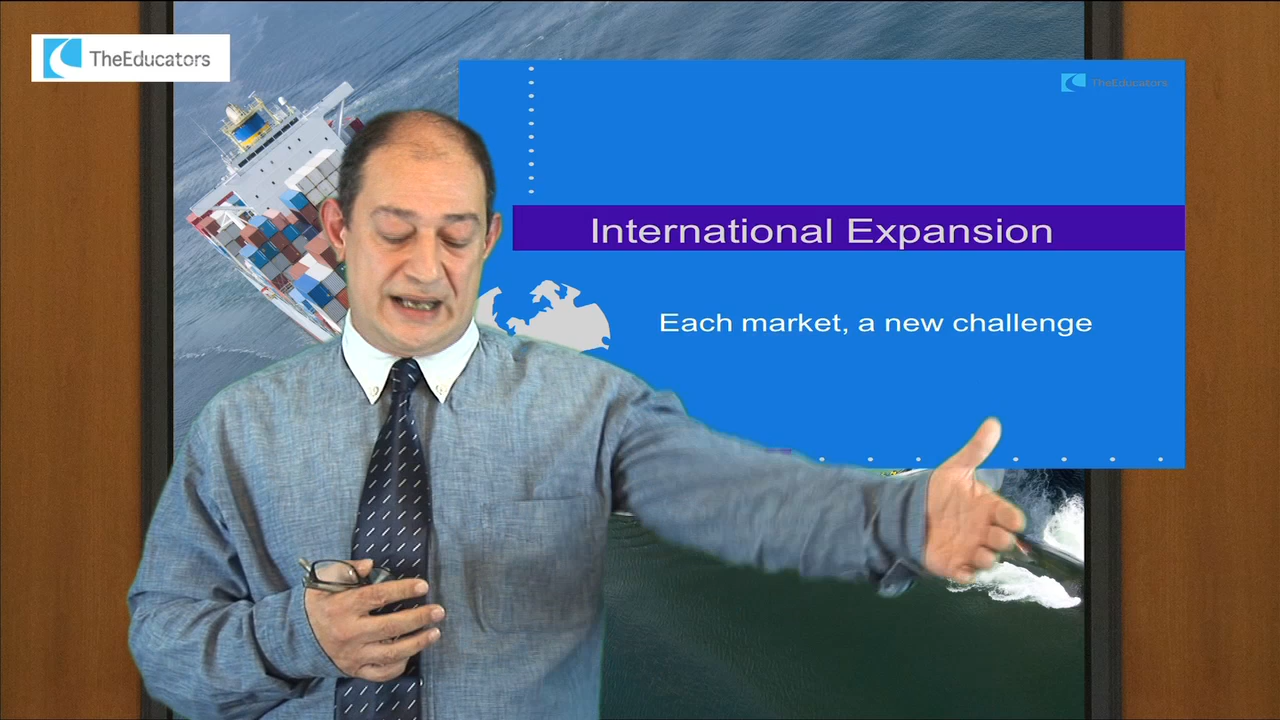 TheEducators
TheEducators
International Expansion
Each market, a new challenge